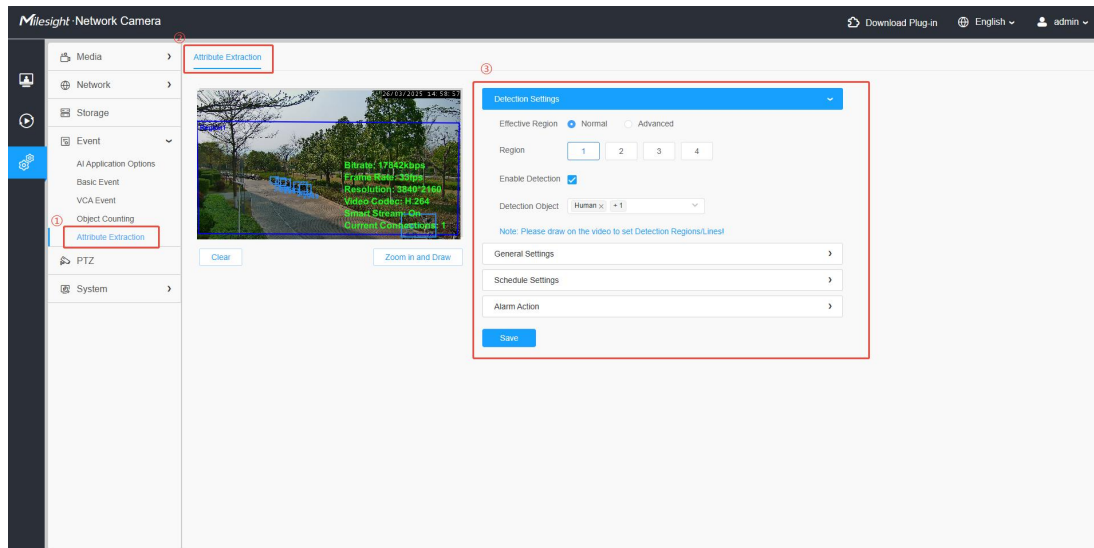 Milesight·Network Camera
Download Plug-in
English
admin
Media
Network
Storage
Event
AI Application Options
Basic Event
VCA Event
Object Counting
① Attribute Extraction
PTZ
System
Attribute Extraction
26/03/2025 14:58:57
Bitrate: 17842kbps
Frame Rate: 33fps
Resolution: 3840*2160
Video Codec: H.264
Smart Stream: On
Current Connections: 1
Clear
Zoom in and Draw
③
Detection Settings
Effective Region Normal Advanced
Region 1 2 3 4
Enable Detection
Detection Object Human × + 1
Note: Please draw on the video to set Detection Regions/Lines!
General Settings
Schedule Settings
Alarm Action
Save